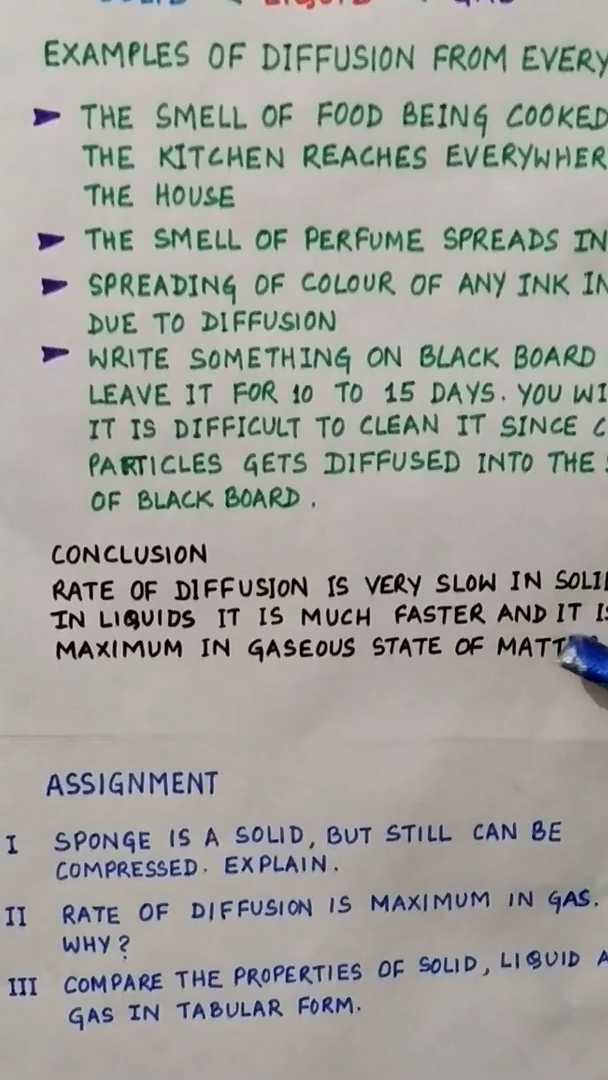 EXAMPLES OF DIFFUSION FROM EVERY
THE SMELL OF FOOD BEING COOKED
THE KITCHEN REACHES EVERYWHER
THE HOUSE
THE SMELL OF PERFUME SPREADS IN
SPREADING OF COLOUR OF ANY INK IN
DUE TO DIFFUSION
WRITE SOMETHING ON BLACK BOARD
LEAVE IT FOR 10 TO 15 DAYS. YOU WI
IT IS DIFFICULT TO CLEAN IT SINCE C
PARTICLES GETS DIFFUSED INTO THE
OF BLACK BOARD.
CONCLUSION
RATE OF DIFFUSION IS VERY SLOW IN SOLI
IN LIQUIDS IT IS MUCH FASTER AND IT IS
MAXIMUM IN GASEOUS STATE OF MATT
ASSIGNMENT
I SPONGE IS A SOLID, BUT STILL CAN BE
COMPRESSED. EXPLAIN.
II RATE OF DIFFUSION IS MAXIMUM IN GAS.
WHY?
III COMPARE THE PROPERTIES OF SOLID, LIQUID A
GAS IN TABULAR FORM.